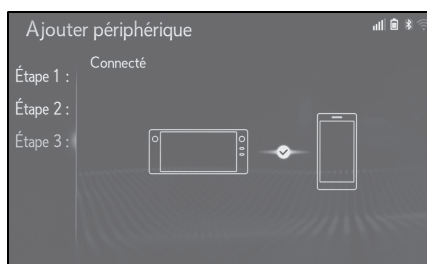 Ajouter périphérique
Connecté
Étape 1 :
Étape 2 :
Étape 3 :